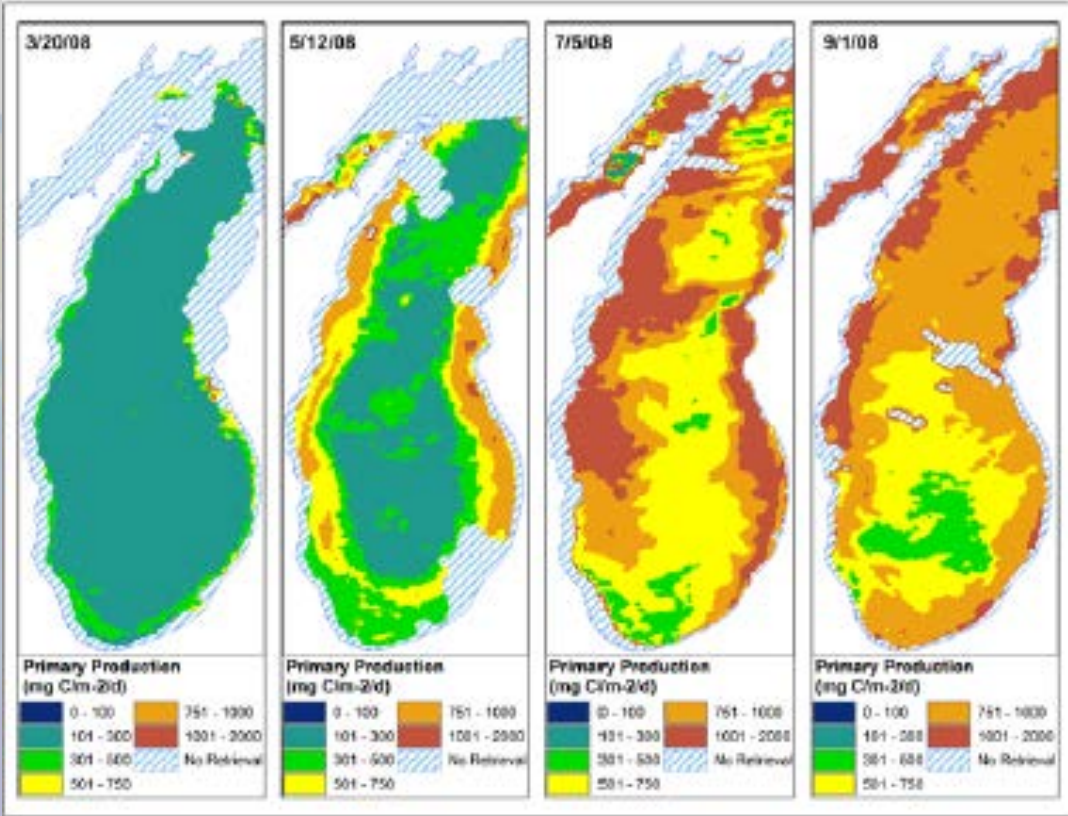 3/20/08
Primary Production
(mg C/m-2/d)
0 - 100
101 - 300
301 - 500
501 - 750
751 - 1000
1001 - 2000
No Retrieval
5/12/08
Primary Production
(mg C/m-2/d)
0 - 100
101 - 300
301 - 500
501 - 750
751 - 1000
1001 - 2000
No Retrieval
7/5/08
Primary Production
(mg C/m-2/d)
0 - 100
101 - 300
301 - 500
501 - 750
751 - 1000
1001 - 2000
No Retrieval
9/1/08
Primary Production
(mg C/m-2/d)
0 - 100
101 - 300
301 - 500
501 - 750
751 - 1000
1001 - 2000
No Retrieval